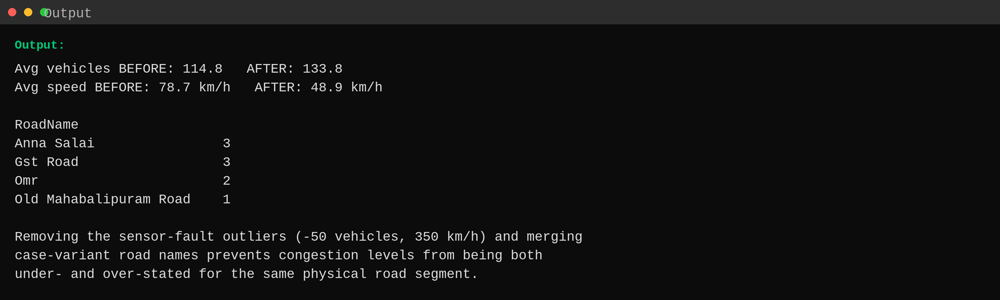 Output
Output:
Avg vehicles BEFORE: 114.8   AFTER: 133.8
Avg speed BEFORE: 78.7 km/h   AFTER: 48.9 km/h
RoadName
Anna Salai                3
Gst Road                  3
Omr                       2
Old Mahabalipuram Road    1
Removing the sensor-fault outliers (-50 vehicles, 350 km/h) and merging
case-variant road names prevents congestion levels from being both
under- and over-stated for the same physical road segment.